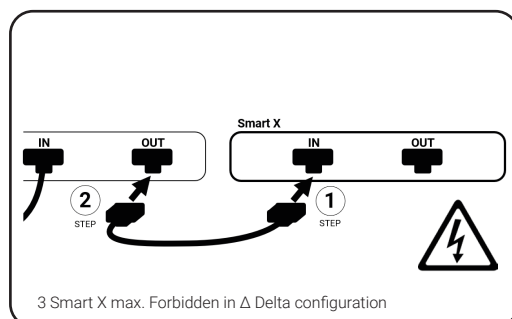 Smart X
IN OUT IN OUT
2 1
STEP STEP
3 Smart X max. Forbidden in Δ Delta configuration